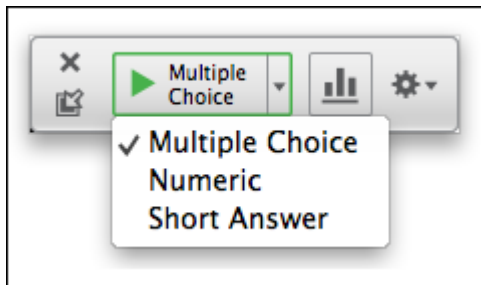 Multiple
Choice
Multiple Choice
Numeric
Short Answer